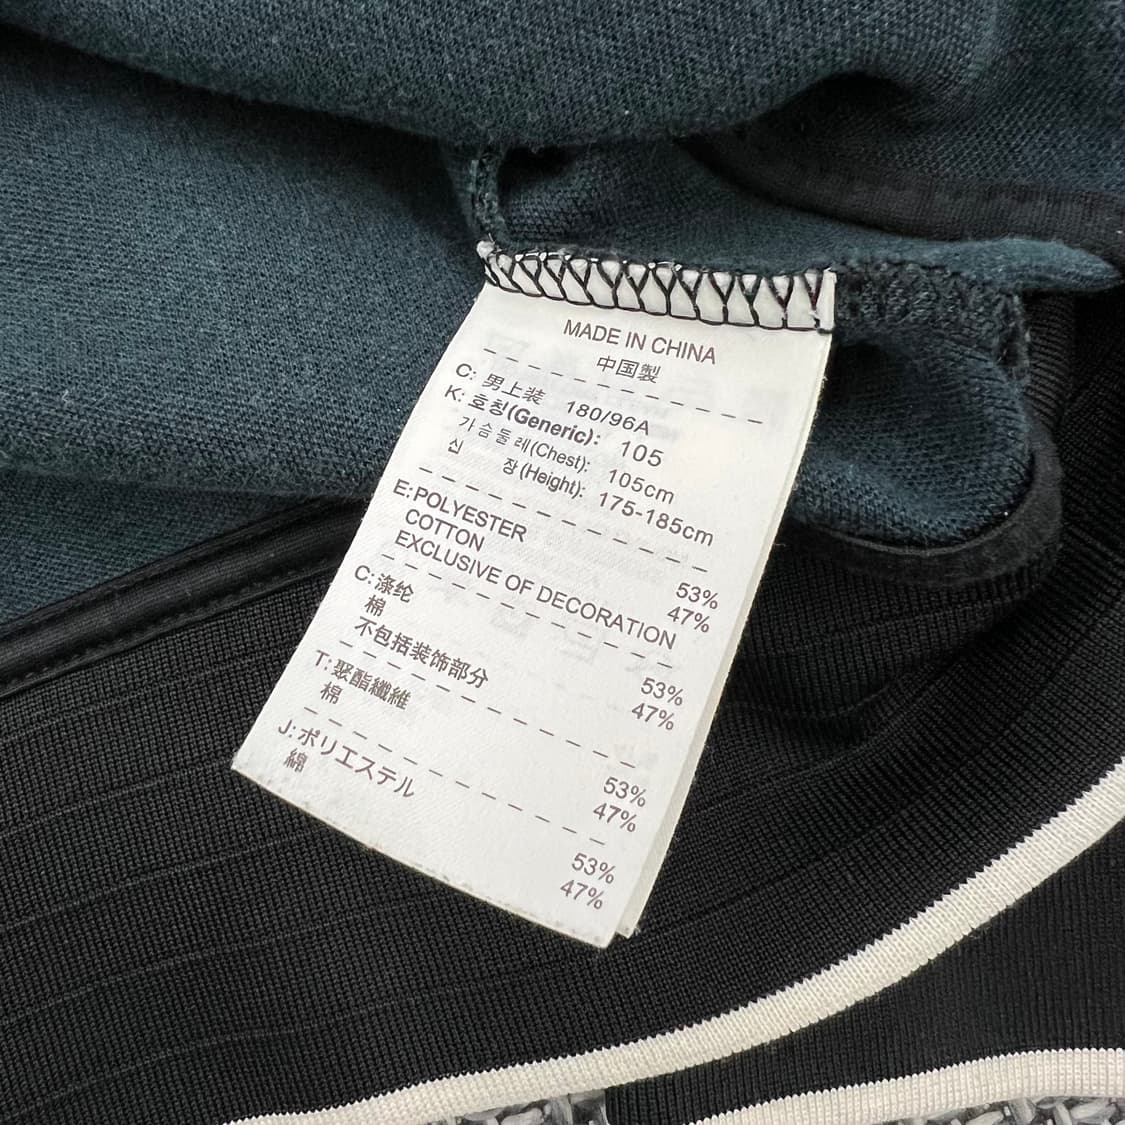 MADE IN CHINA
中国製
C: 男上装 180/96A
K: 호칭(Generic): 105
가슴둘레(Chest): 105cm
신 장(Height): 175-185cm
E: POLYESTER 53%
COTTON 47%
EXCLUSIVE OF DECORATION
C: 涤纶 53%
棉 47%
不包括装饰部分
T: 聚酯纖維 53%
棉 47%
J: ポリエステル 53%
綿 47%